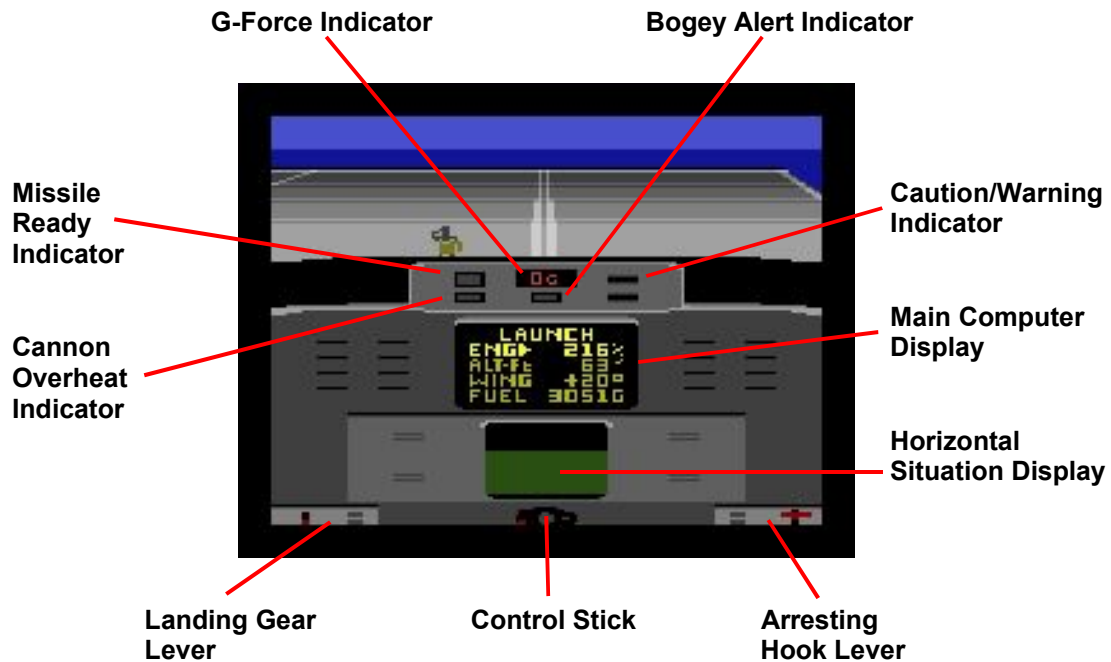 G-Force Indicator
Bogey Alert Indicator
Missile
Ready
Indicator
Caution/Warning
Indicator
0G
LAUNCH
ENG 216%
ALT-ft 63
WING +20°
FUEL 3051G
Main Computer
Display
Cannon
Overheat
Indicator
Horizontal
Situation Display
Landing Gear
Lever
Control Stick
Arresting
Hook Lever